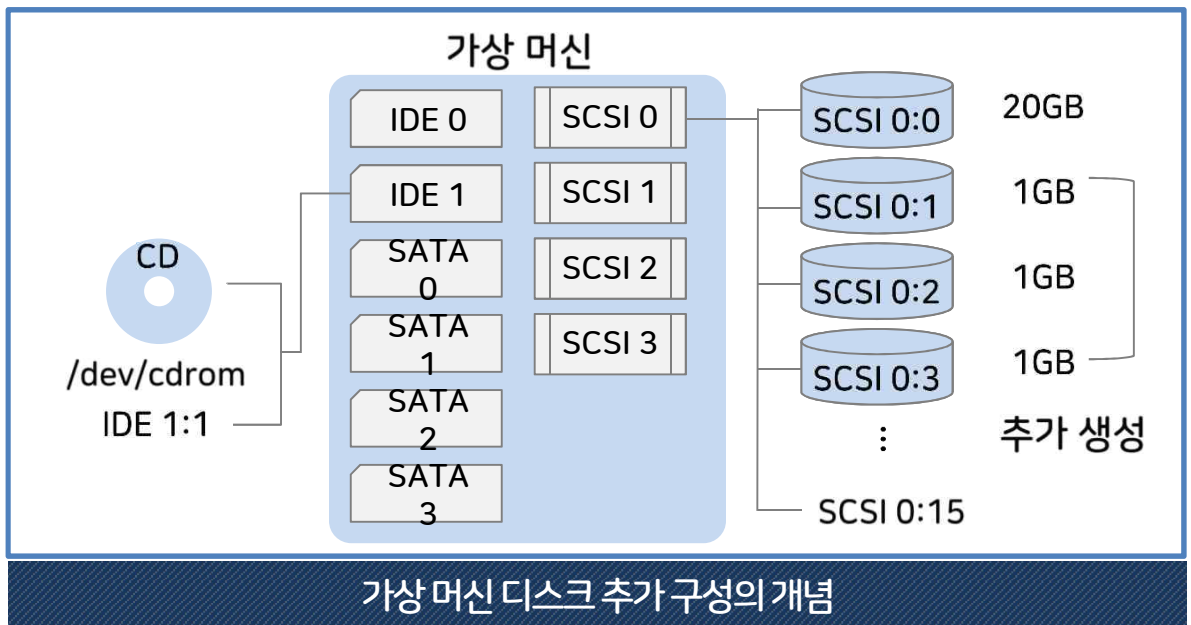 가상 머신
IDE 0
IDE 1
SATA
0
SATA
1
SATA
2
SATA
3
SCSI 0
SCSI 1
SCSI 2
SCSI 3
CD
/dev/cdrom
IDE 1:1
SCSI 0:0
20GB
SCSI 0:1
1GB
SCSI 0:2
1GB
SCSI 0:3
1GB
⋮
추가 생성
SCSI 0:15
가상 머신 디스크 추가 구성의 개념